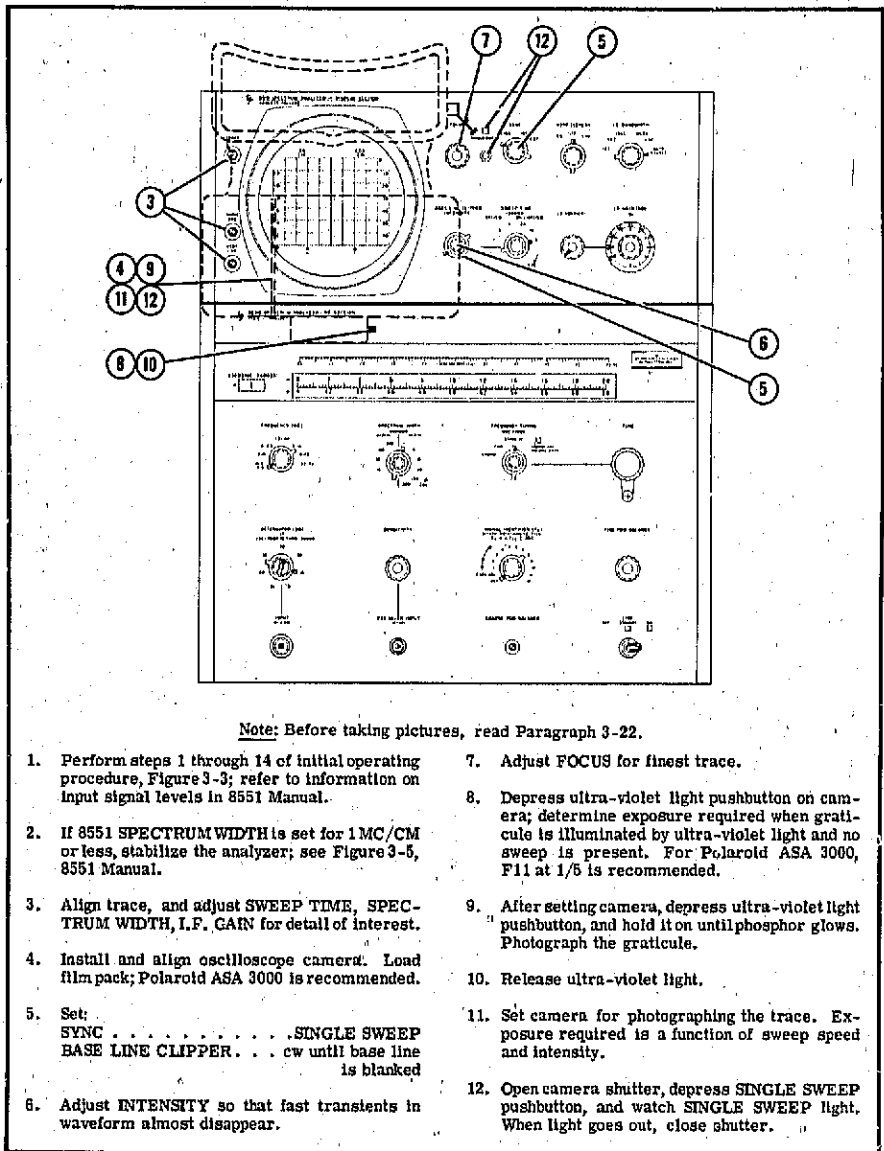 7
12
5
3
4 9
11 12
6
8 10
5
FOCUS
SYNC
TUNE
SENSITIVITY
INPUT
Note: Before taking pictures, read Paragraph 3-22.
1. Perform steps 1 through 14 of initial operating
procedure, Figure 3-3; refer to information on
input signal levels in 8551 Manual.
2. If 8551 SPECTRUM WIDTH is set for 1 MC/CM
or less, stabilize the analyzer; see Figure 3-5,
8551 Manual.
3. Align trace, and adjust SWEEP TIME, SPEC-
TRUM WIDTH, I.F. GAIN for detail of interest.
4. Install and align oscilloscope camera. Load
film pack; Polaroid ASA 3000 is recommended.
5. Set:
SYNC . . . . . . . . . . . .SINGLE SWEEP
BASE LINE CLIPPER. . . cw until base line
is blanked
6. Adjust INTENSITY so that fast transients in
waveform almost disappear.
7. Adjust FOCUS for finest trace.
8. Depress ultra-violet light pushbutton on cam-
era; determine exposure required when grati-
cule is illuminated by ultra-violet light and no
sweep is present. For Polaroid ASA 3000,
F11 at 1/5 is recommended.
9. After setting camera, depress ultra-violet light
pushbutton, and hold it on until phosphor glows.
Photograph the graticule.
10. Release ultra-violet light.
11. Set camera for photographing the trace. Ex-
posure required is a function of sweep speed
and intensity.
12. Open camera shutter, depress SINGLE SWEEP
pushbutton, and watch SINGLE SWEEP light.
When light goes out, close shutter.